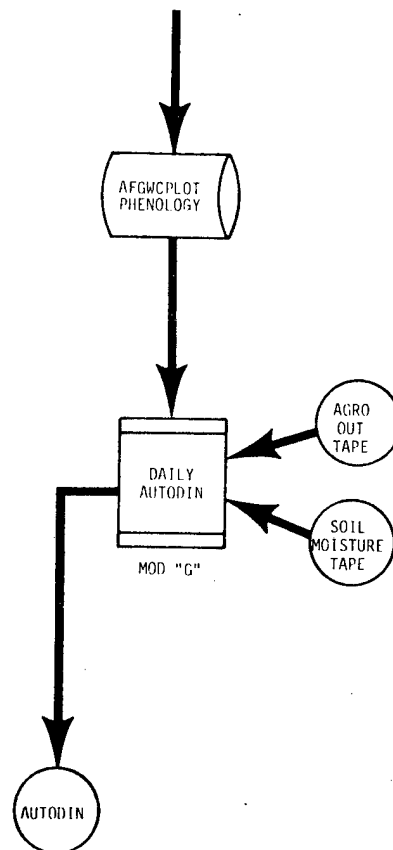 AFGWCPLOT
PHENOLOGY
AGRO
OUT
TAPE
DAILY
AUTODIN
SOIL
MOISTURE
TAPE
MOD "G"
AUTODIN